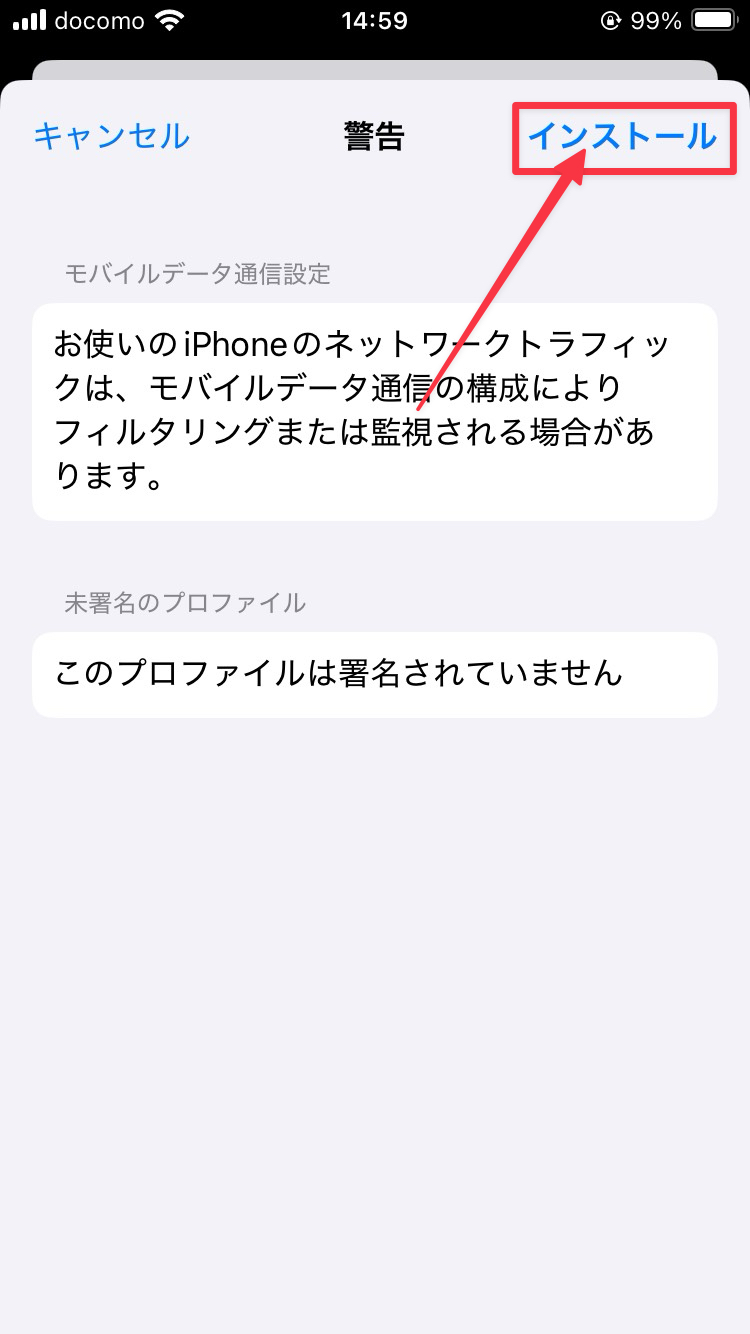 docomo 14:59 99%
キャンセル 警告 インストール
モバイルデータ通信設定
お使いのiPhoneのネットワークトラフィッ
クは、モバイルデータ通信の構成により
フィルタリングまたは監視される場合があ
ります。
未署名のプロファイル
このプロファイルは署名されていません